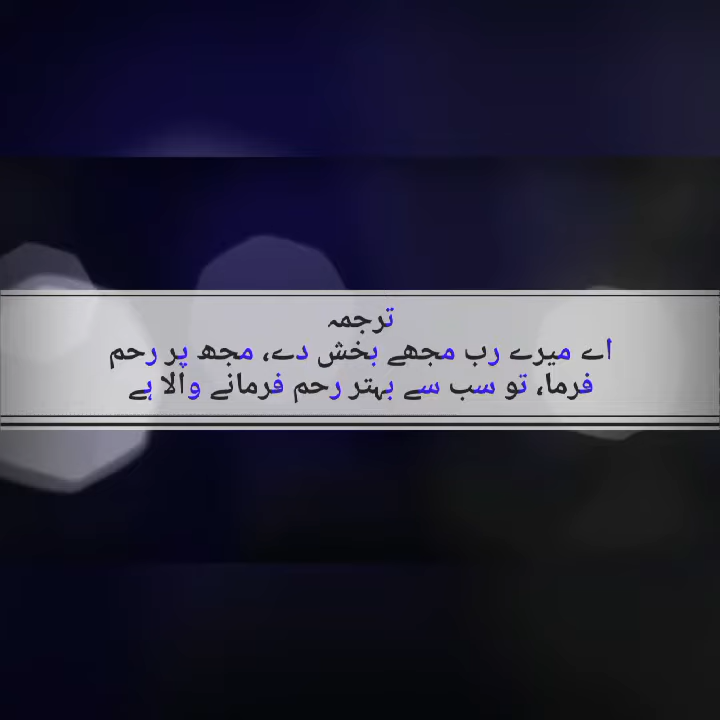 ترجمہ
اے میرے رب مجھے بخش دے، مجھ پر رحم
فرما، تو سب سے بہتر رحم فرمانے والا ہے